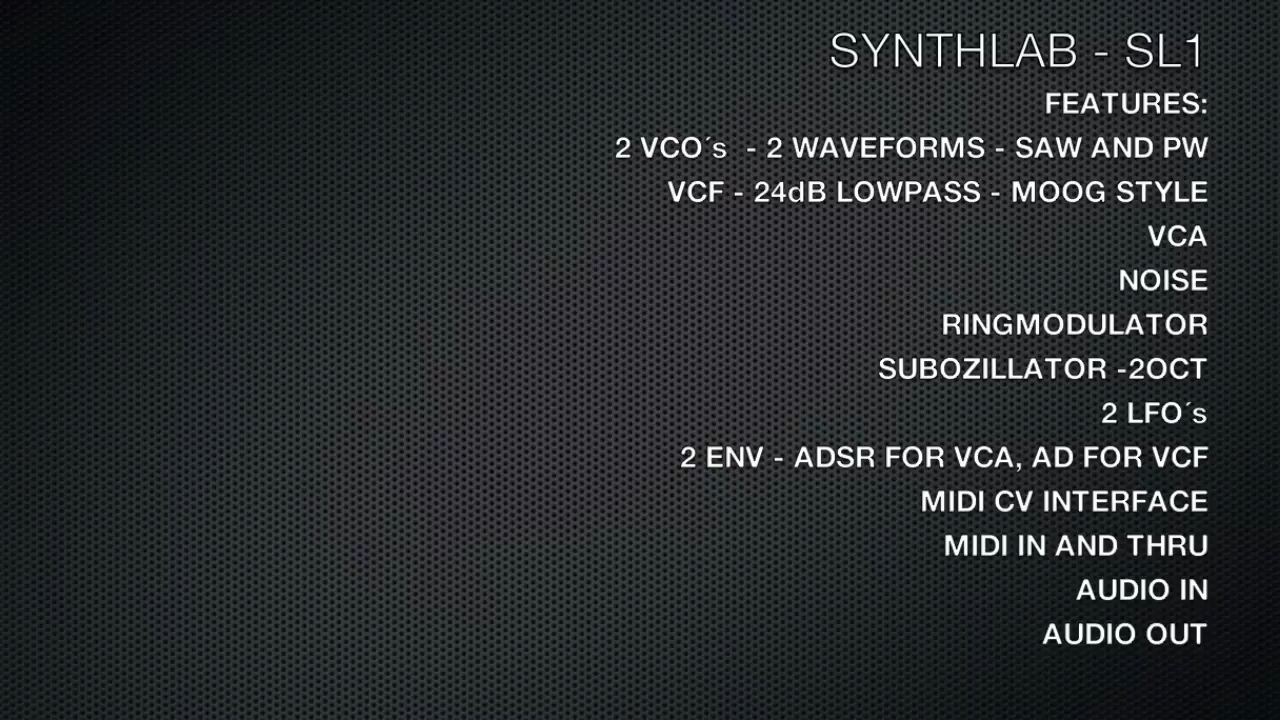 SYNTHLAB - SL1
FEATURES:
2 VCO´s - 2 WAVEFORMS - SAW AND PW
VCF - 24dB LOWPASS - MOOG STYLE
VCA
NOISE
RINGMODULATOR
SUBOZILLATOR -2OCT
2 LFO´s
2 ENV - ADSR FOR VCA, AD FOR VCF
MIDI CV INTERFACE
MIDI IN AND THRU
AUDIO IN
AUDIO OUT